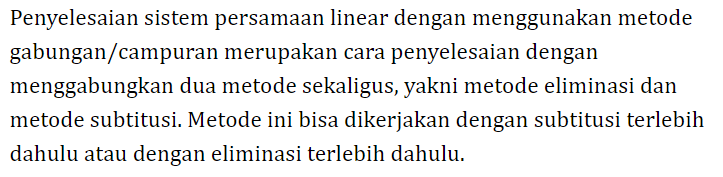 Penyelesaian sistem persamaan linear dengan menggunakan metode
gabungan/campuran merupakan cara penyelesaian dengan
menggabungkan dua metode sekaligus, yakni metode eliminasi dan
metode subtitusi. Metode ini bisa dikerjakan dengan subtitusi terlebih
dahulu atau dengan eliminasi terlebih dahulu.